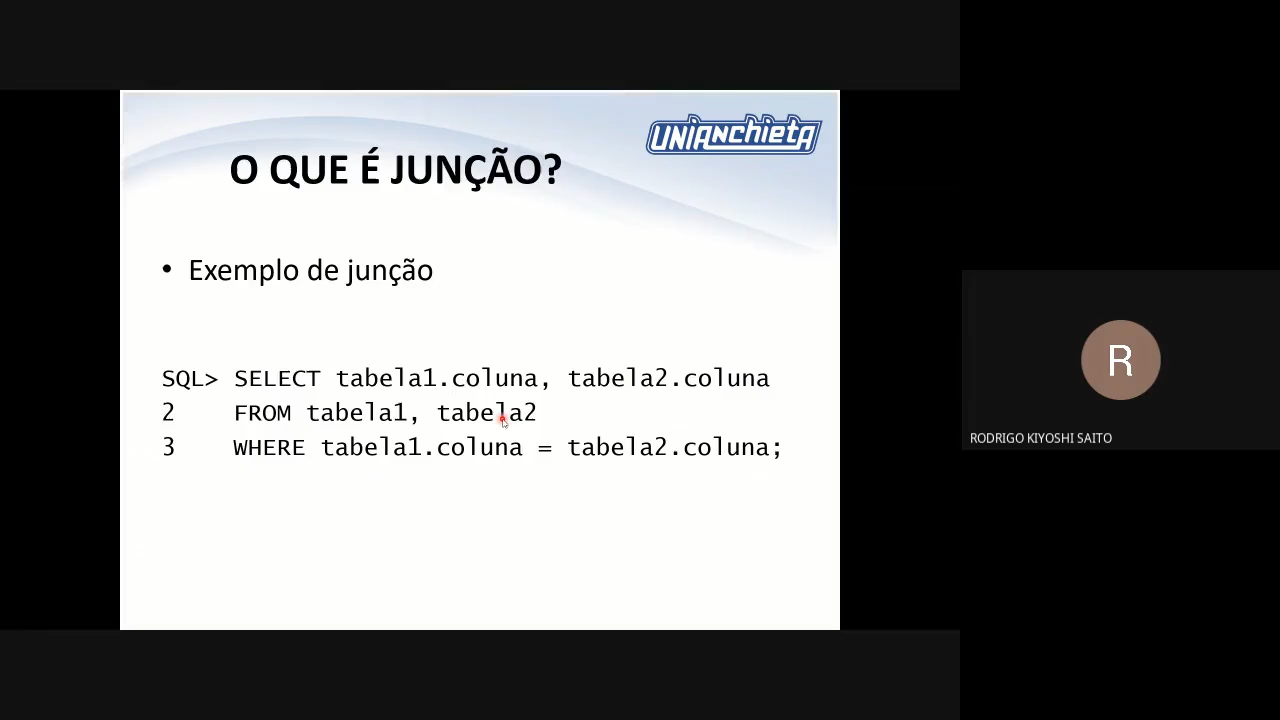 UNIANCHIETA
O QUE É JUNÇÃO?
• Exemplo de junção
SQL> SELECT tabela1.coluna, tabela2.coluna
2 FROM tabela1, tabela2
3 WHERE tabela1.coluna = tabela2.coluna;
R
RODRIGO KIYOSHI SAITO